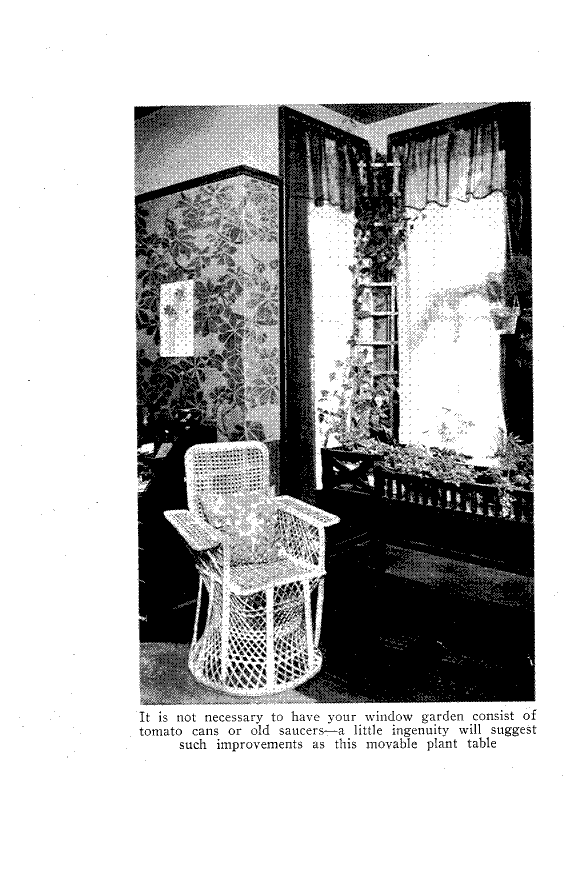 It is not necessary to have your window garden consist of
tomato cans or old saucers—a little ingenuity will suggest
such improvements as this movable plant table